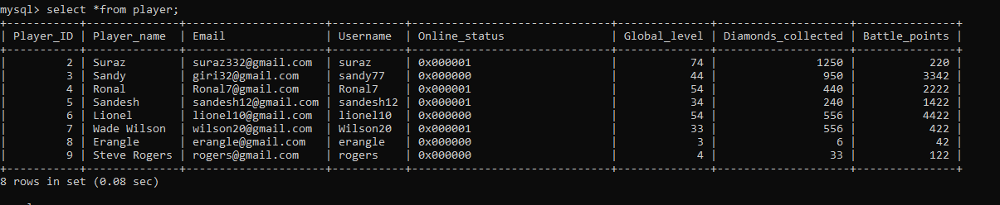 mysql> select *from player;
+-----------+--------------+---------------------+------------+------------------------------+--------------+--------------------+---------------+
| Player_ID | Player_name | Email | Username | Online_status | Global_level | Diamonds_collected | Battle_points |
+-----------+--------------+---------------------+------------+------------------------------+--------------+--------------------+---------------+
| 2 | Suraz | suraz332@gmail.com | suraz | 0x000001 | 74 | 1250 | 220 |
| 3 | Sandy | giri32@gmail.com | sandy77 | 0x000000 | 44 | 950 | 3342 |
| 4 | Ronal | Ronal7@gmail.com | Ronal7 | 0x000001 | 54 | 440 | 2222 |
| 5 | Sandesh | sandesh12@gmail.com | sandesh12 | 0x000001 | 34 | 240 | 1422 |
| 6 | Lionel | lionel10@gmail.com | lionel10 | 0x000000 | 54 | 556 | 4422 |
| 7 | Wade Wilson | wilson20@gmail.com | Wilson20 | 0x000001 | 33 | 556 | 422 |
| 8 | Erangle | erangle@gmail.com | erangle | 0x000000 | 3 | 6 | 42 |
| 9 | Steve Rogers | rogers@gmail.com | rogers | 0x000000 | 4 | 33 | 122 |
+-----------+--------------+---------------------+------------+------------------------------+--------------+--------------------+---------------+
8 rows in set (0.08 sec)